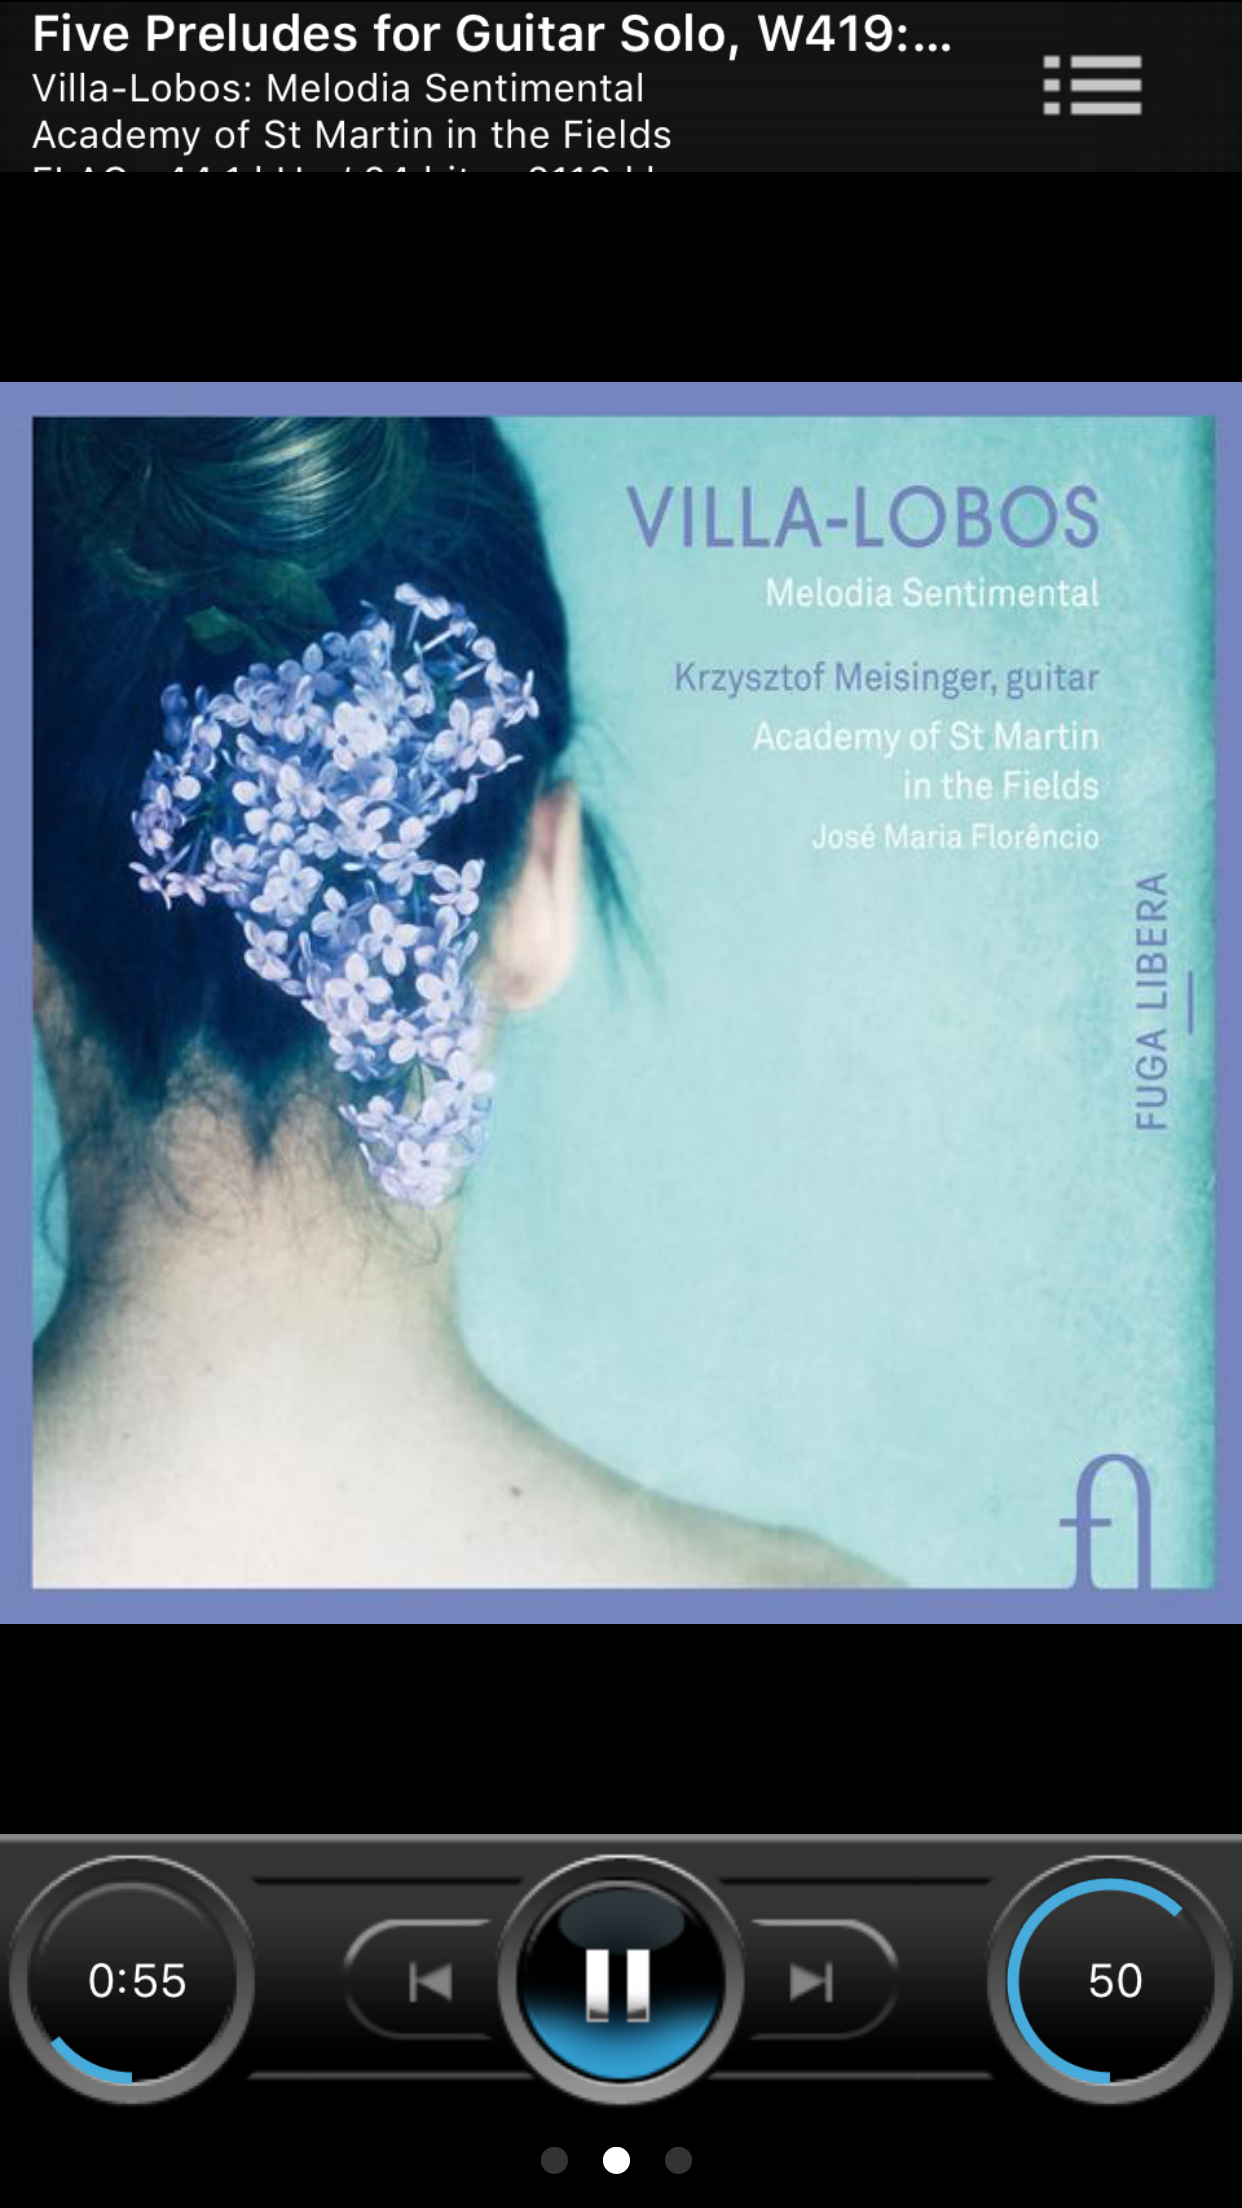 Five Preludes for Guitar Solo, W419:...
Villa-Lobos: Melodia Sentimental
Academy of St Martin in the Fields
VILLA-LOBOS
Melodia Sentimental
Krzysztof Meisinger, guitar
Academy of St Martin
in the Fields
José Maria Florêncio
FUGA LIBERA
0:55
50